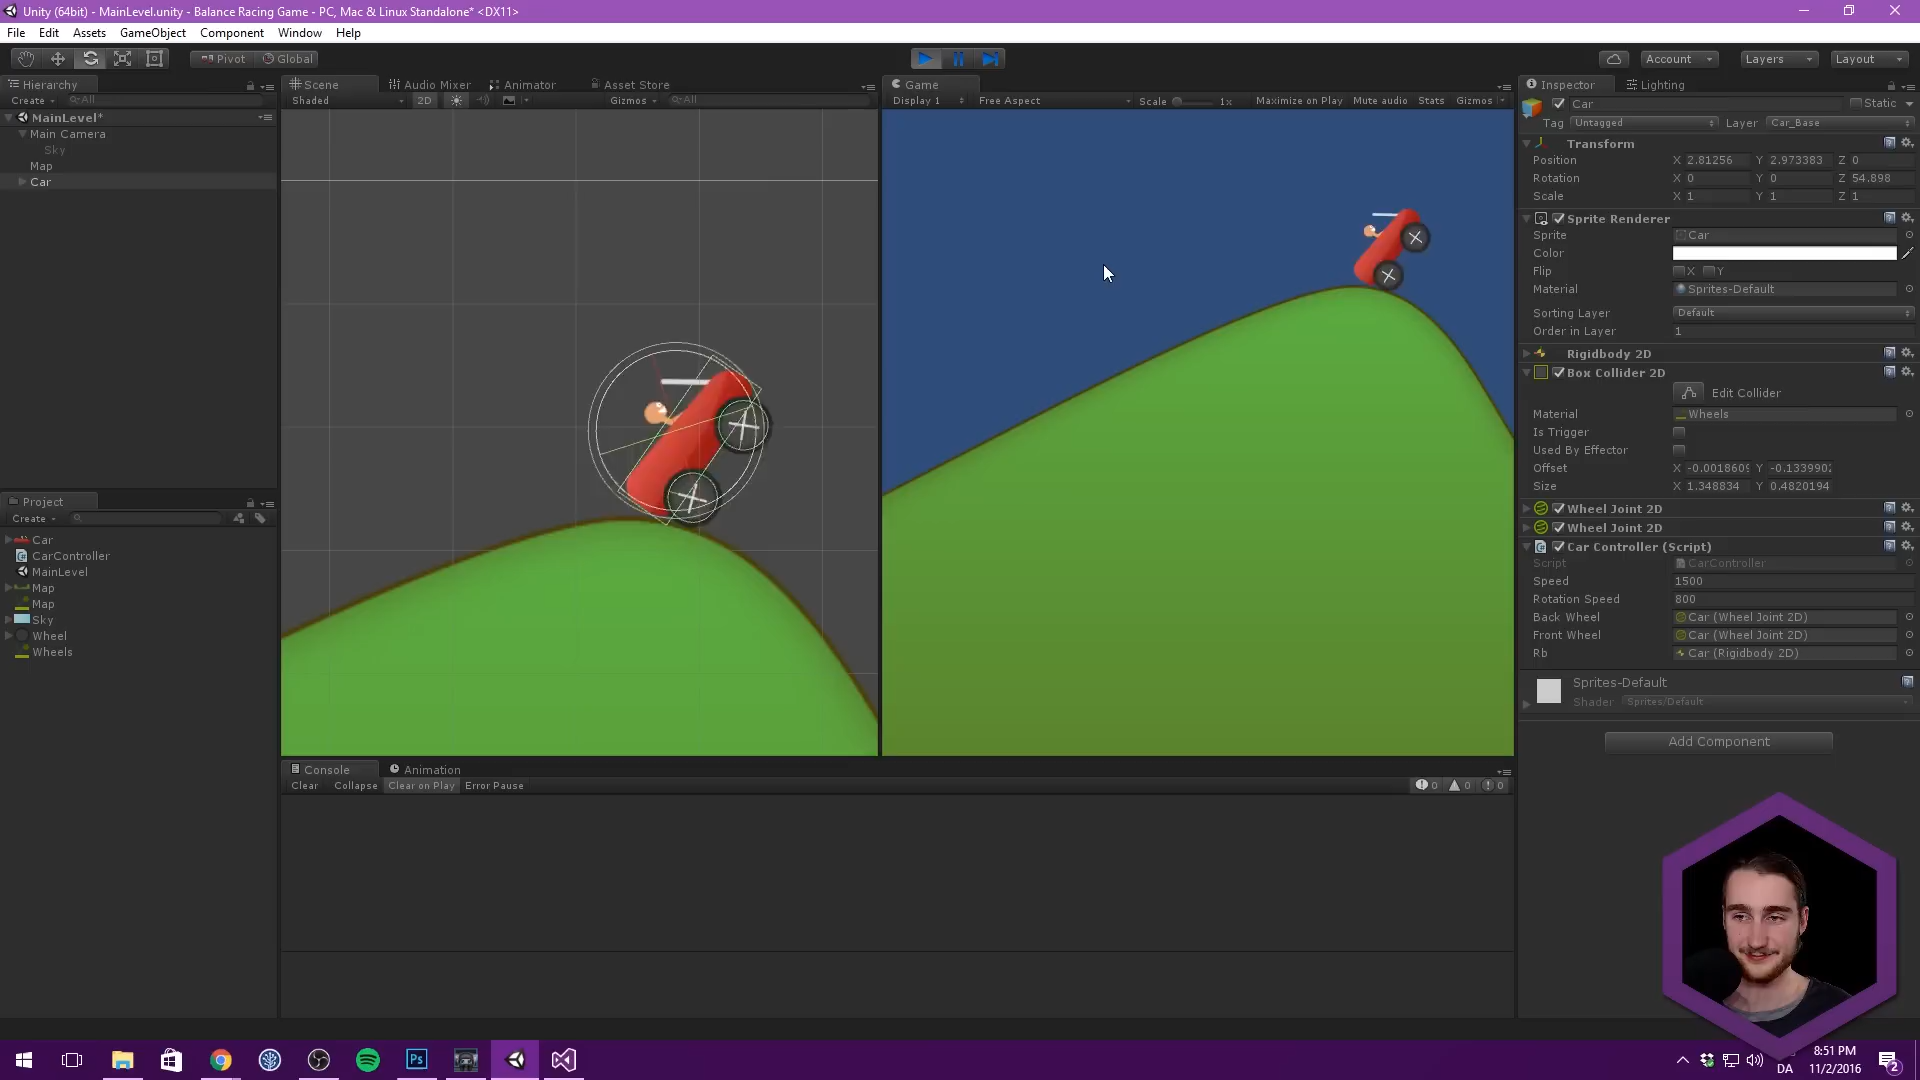 Unity (64bit) - MainLevel.unity - Balance Racing Game - PC, Mac & Linux Standalone* <DX11>
File Edit Assets GameObject Component Window Help
Pivot Global
Account Layers Layout
Hierarchy
Create All
MainLevel*
Main Camera
Sky
Map
Car
Project
Create
Car
CarController
MainLevel
Map
Map
Sky
Wheel
Wheels
Scene Audio Mixer Animator Asset Store
Shaded 2D Gizmos All
Game
Display 1 Free Aspect Scale 1x Maximize on Play Mute audio Stats Gizmos
Console Animation
Clear Collapse Clear on Play Error Pause 0 0 0
Inspector Lighting
Car Static
Tag Untagged Layer Car_Base
Transform
Position X 2.81256 Y 2.973383 Z 0
Rotation X 0 Y 0 Z 54.898
Scale X 1 Y 1 Z 1
Sprite Renderer
Sprite Car
Color
Flip X Y
Material Sprites-Default
Sorting Layer Default
Order in Layer 1
Rigidbody 2D
Box Collider 2D
Edit Collider
Material Wheels
Is Trigger
Used By Effector
Offset X -0.001860 Y -0.133990
Size X 1.348834 Y 0.4820194
Wheel Joint 2D
Wheel Joint 2D
Car Controller (Script)
Script CarController
Speed 1500
Rotation Speed 800
Back Wheel Car (Wheel Joint 2D)
Front Wheel Car (Wheel Joint 2D)
Rb Car (Rigidbody 2D)
Sprites-Default
Shader Sprites/Default
Add Component
Ps
DA
8:51 PM
11/2/2016
2